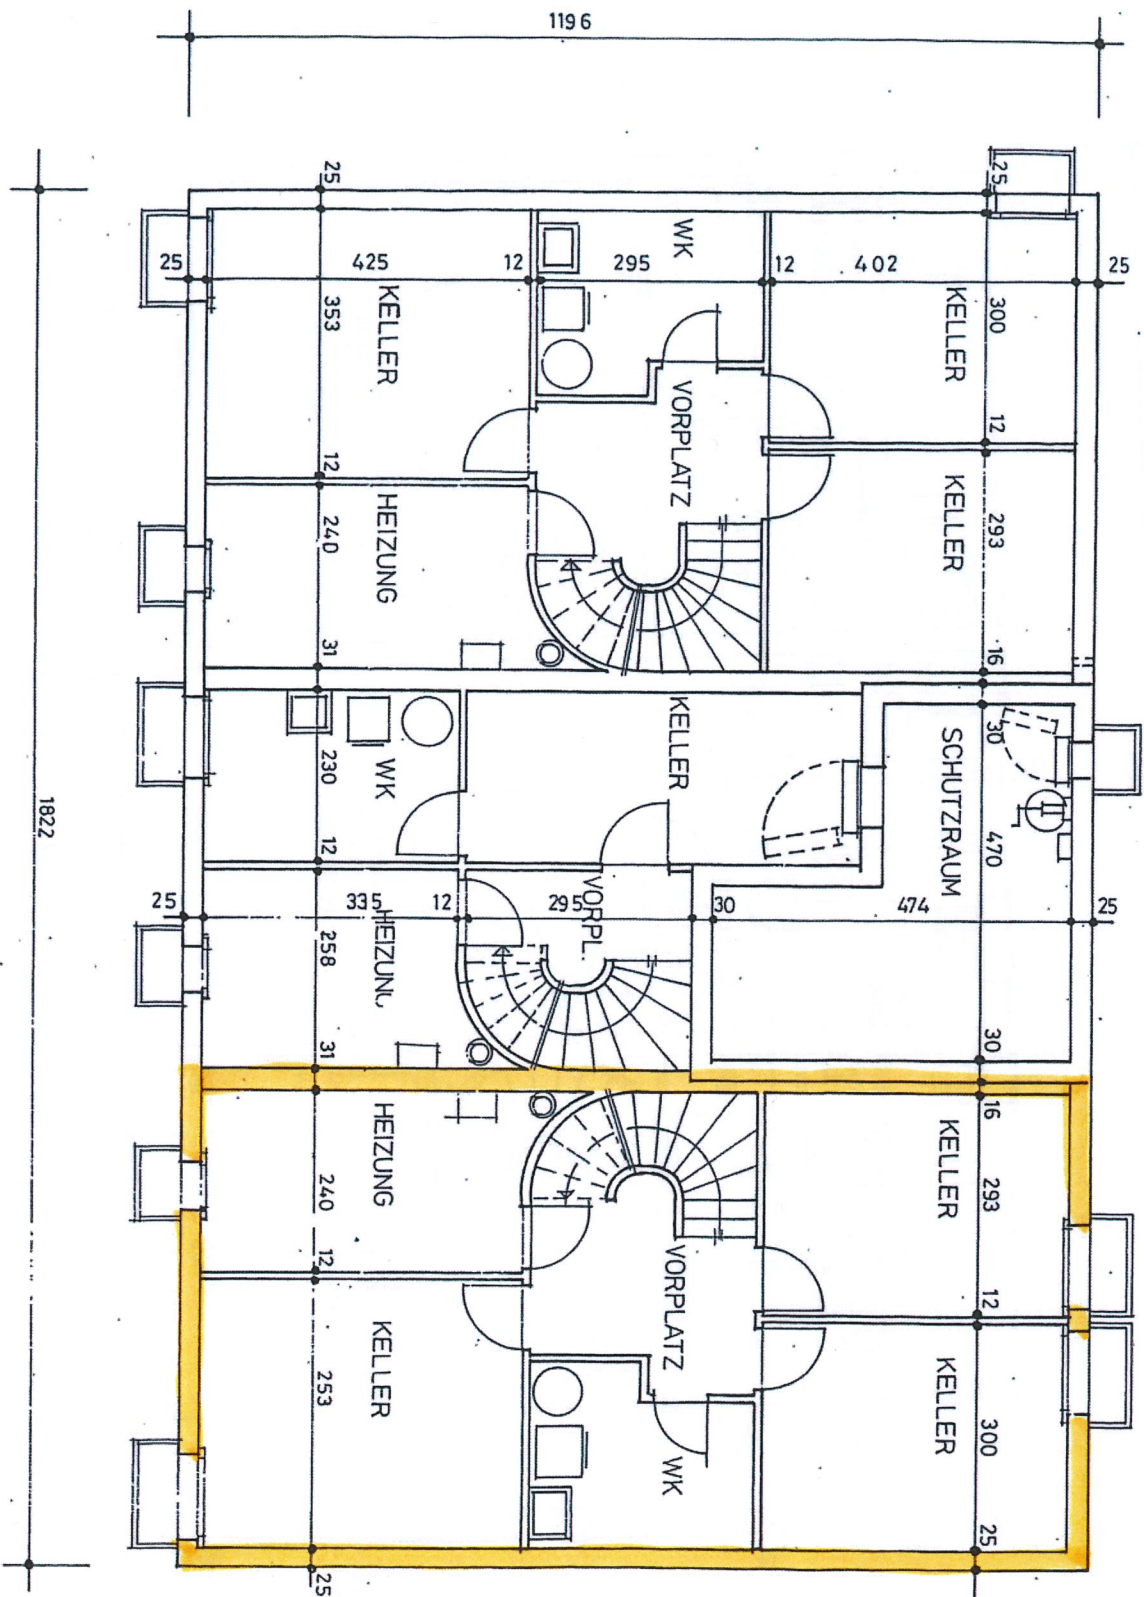 1196
1822
25
25
25
425
12
295
12
402
25
WK
KELLER
353
KELLER
300
VORPLATZ
12
12
HEIZUNG
240
KELLER
293
31
16
KELLER
SCHUTZRAUM
30
WK
230
470
12
25
335
12
295
30
474
25
VORPL.
HEIZUNG
258
31
30
16
HEIZUNG
240
KELLER
293
12
12
VORPLATZ
KELLER
253
KELLER
300
WK
25
25